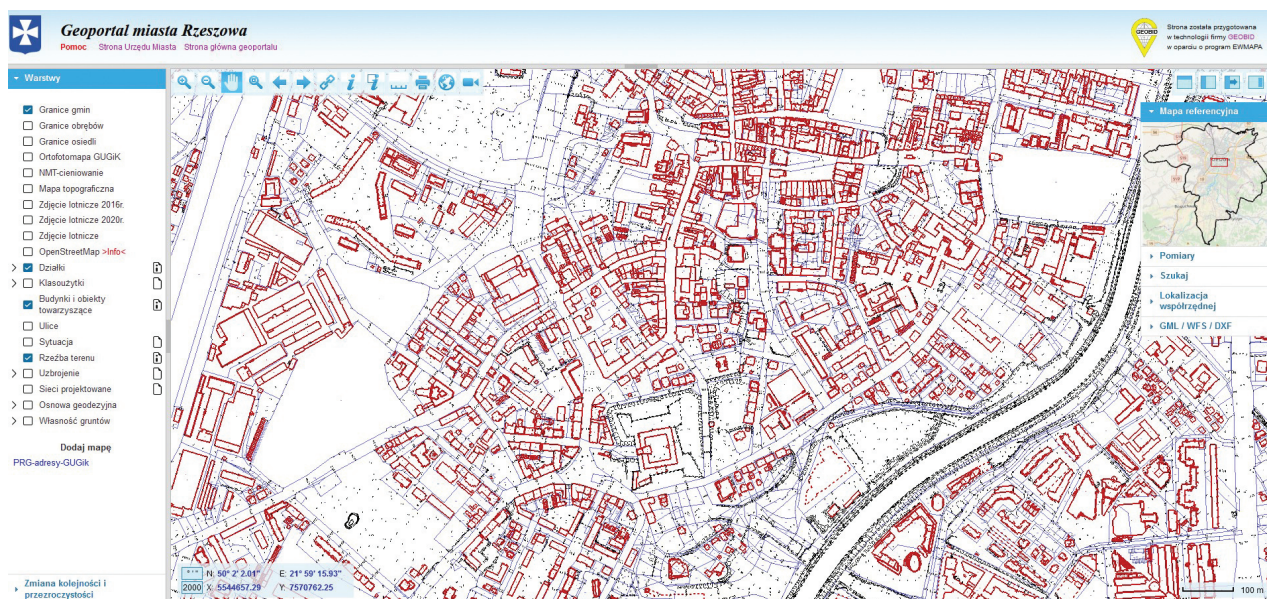 Geoportal miasta Rzeszowa
Pomoc Strona Urzędu Miasta Strona główna geoportalu
GEOBID
Strona została przygotowana
w technologii firmy GEOBID
w oparciu o program EWMAPA
Warstwy
Granice gmin
Granice obrębów
Granice osiedli
Ortofotomapa GUGiK
NMT-cieniowanie
Mapa topograficzna
Zdjęcie lotnicze 2016r.
Zdjęcie lotnicze 2020r.
Zdjęcie lotnicze
OpenStreetMap >Info<
Działki
Klasoużytki
Budynki i obiekty
towarzyszące
Ulice
Sytuacja
Rzeźba terenu
Uzbrojenie
Sieci projektowane
Osnowa geodezyjna
Własność gruntów
Dodaj mapę
PRG-adresy-GUGik
Zmiana kolejności i
przezroczystości
Mapa referencyjna
Pomiary
Szukaj
Lokalizacja
współrzędnej
GML / WFS / DXF
N: 50° 2' 2.01" E: 21° 59' 15.93"
2000 X: 5544657.29 Y: 7570762.25
100 m